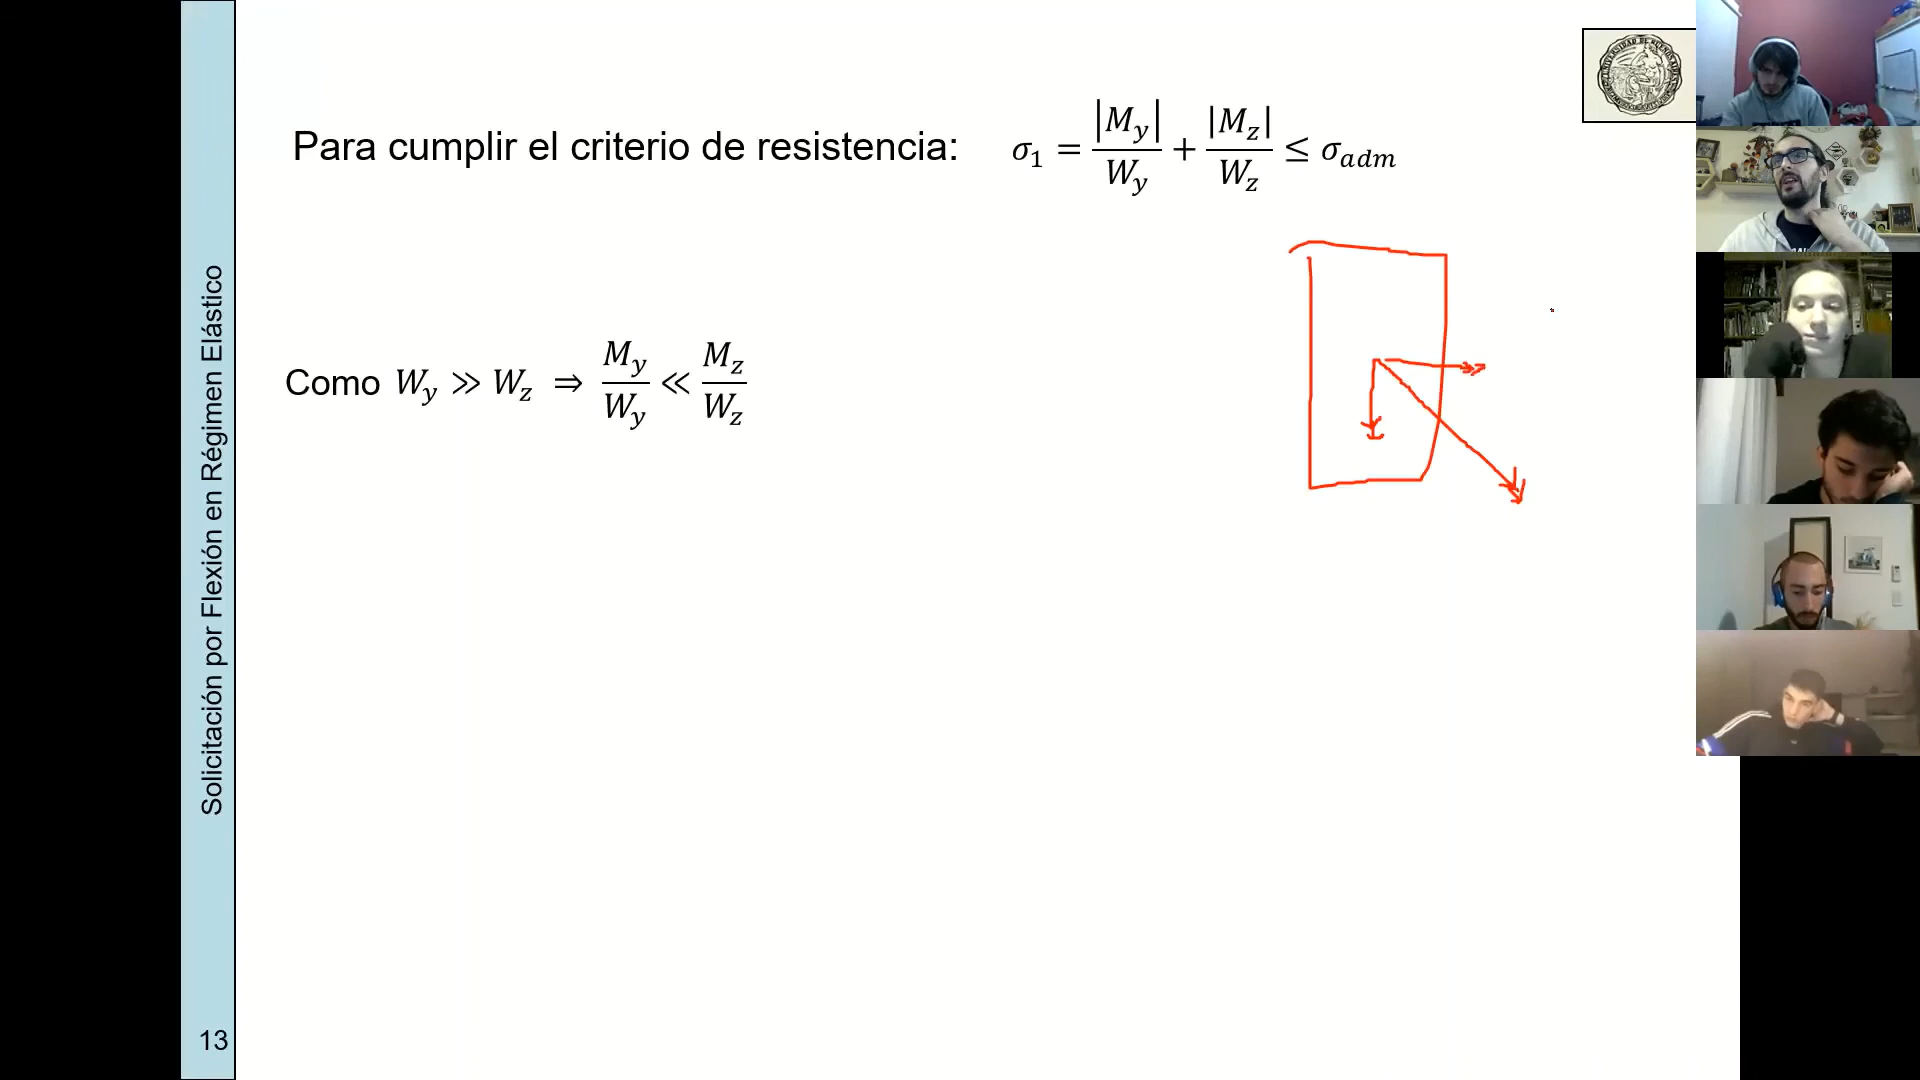 Para cumplir el criterio de resistencia: σ₁ = |M_y|/W_y + |M_z|/W_z ≤ σ_adm
Como W_y ≫ W_z ⇒ M_y/W_y ≪ M_z/W_z
Solicitación por Flexión en Régimen Elástico
13